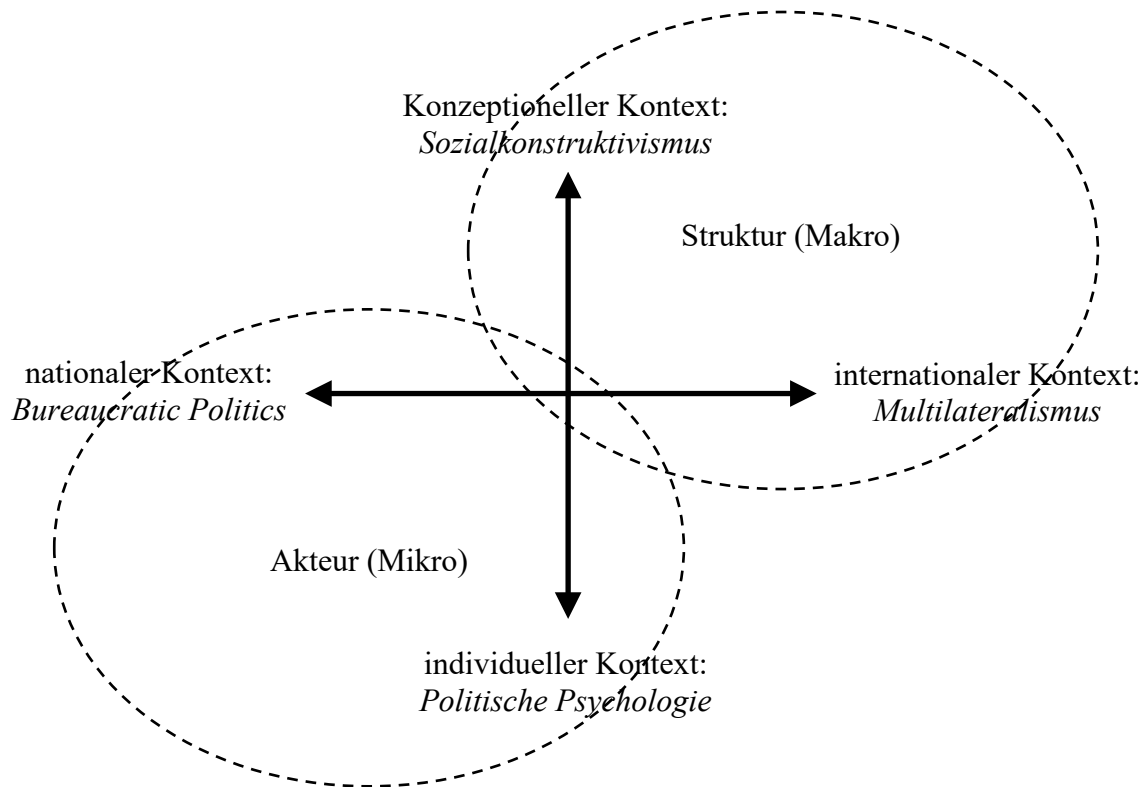 Konzeptioneller Kontext:
Sozialkonstruktivismus
Struktur (Makro)
nationaler Kontext:
Bureaucratic Politics
internationaler Kontext:
Multilateralismus
Akteur (Mikro)
individueller Kontext:
Politische Psychologie